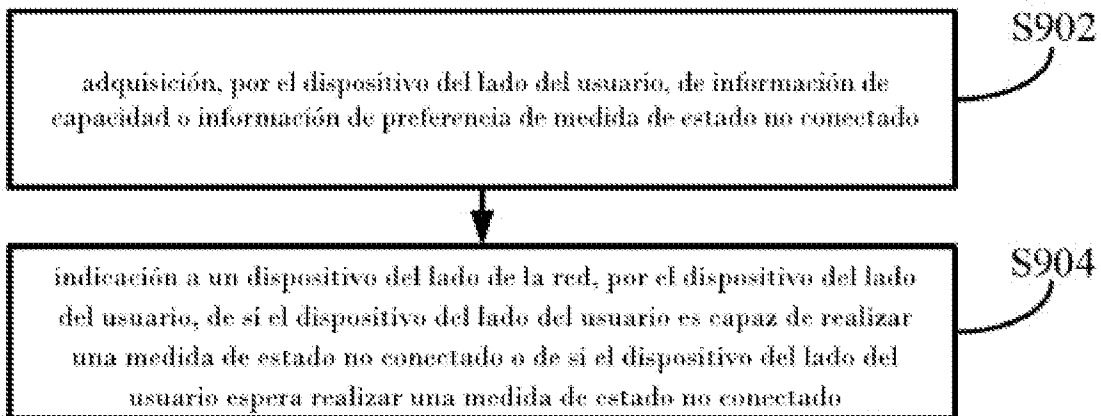 S902
adquisición, por el dispositivo del lado del usuario, de información de
capacidad o información de preferencia de medida de estado no conectado
S904
indicación a un dispositivo del lado de la red, por el dispositivo del lado
del usuario, de si el dispositivo del lado del usuario es capaz de realizar
una medida de estado no conectado o de si el dispositivo del lado del
usuario espera realizar una medida de estado no conectado